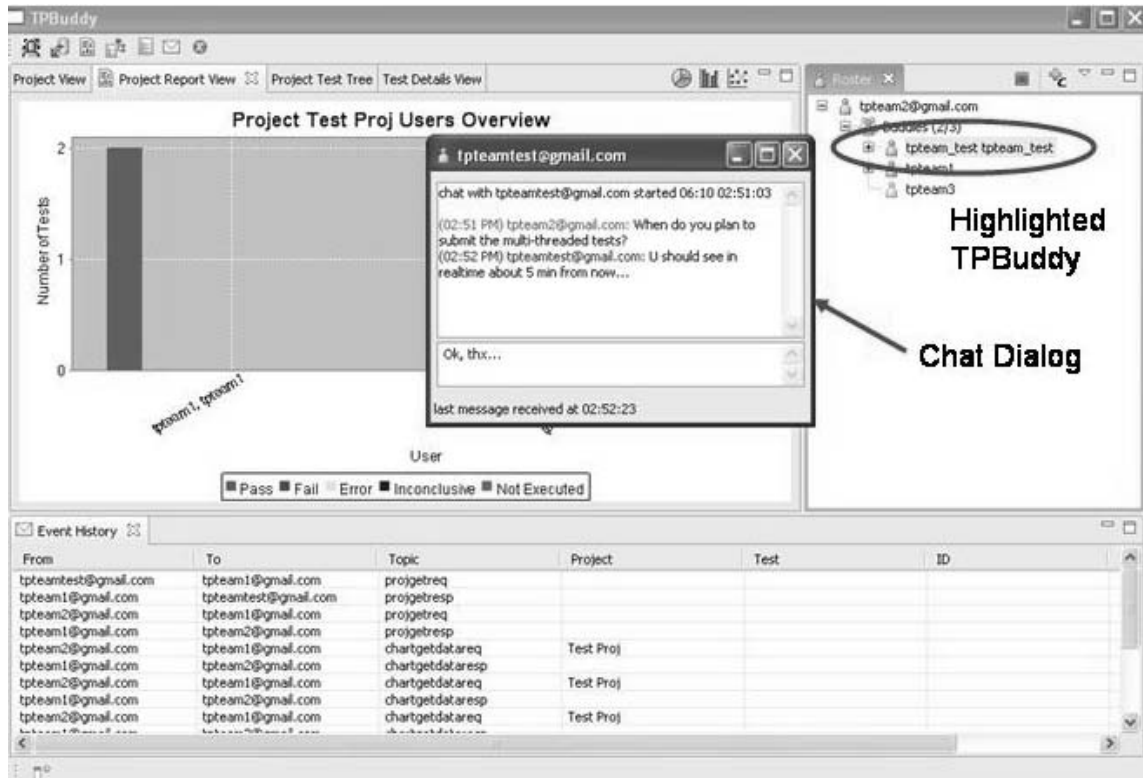 TPBuddy
Project View
Project Report View
Project Test Tree
Test Details View
Project Test Proj Users Overview
NumberofTests
2
1
0
tpteam1, tpteam1
User
Pass Fail Error Inconclusive Not Executed
tpteamtest@gmail.com
chat with tpteamtest@gmail.com started 06:10 02:51:03
(02:51 PM) tpteam2@gmail.com: When do you plan to
submit the multi-threaded tests?
(02:52 PM) tpteamtest@gmail.com: U should see in
realtime about 5 min from now...
Ok, thx...
last message received at 02:52:23
Roster
tpteam2@gmail.com
Buddies (2/3)
tpteam_test tpteam_test
tpteam1
tpteam3
Highlighted
TPBuddy
Chat Dialog
Event History
From To Topic Project Test ID
tpteamtest@gmail.com tpteam1@gmail.com projgetreq
tpteam1@gmail.com tpteamtest@gmail.com projgetresp
tpteam2@gmail.com tpteam1@gmail.com projgetreq
tpteam1@gmail.com tpteam2@gmail.com projgetresp
tpteam2@gmail.com tpteam1@gmail.com chartgetdatareq Test Proj
tpteam1@gmail.com tpteam2@gmail.com chartgetdataresp
tpteam2@gmail.com tpteam1@gmail.com chartgetdatareq Test Proj
tpteam1@gmail.com tpteam2@gmail.com chartgetdataresp
tpteam2@gmail.com tpteam1@gmail.com chartgetdatareq Test Proj